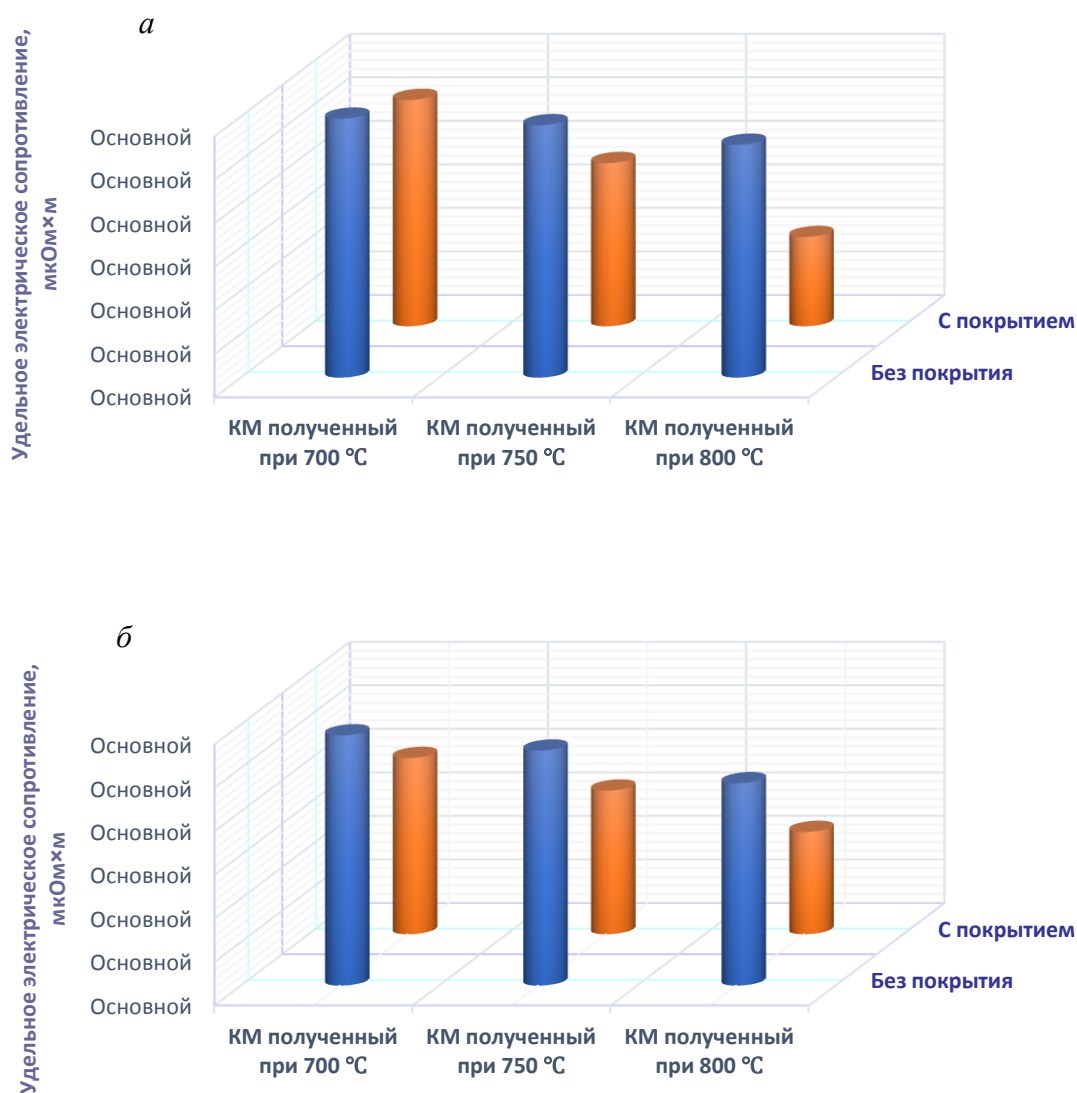 а
Удельное электрическое сопротивление,
мкОм×м
Основной
Основной
Основной
Основной
Основной
Основной
Основной
С покрытием
Без покрытия
КМ полученный
при 700 ℃
КМ полученный
при 750 ℃
КМ полученный
при 800 ℃
б
Удельное электрическое сопротивление,
мкОм×м
Основной
Основной
Основной
Основной
Основной
Основной
Основной
С покрытием
Без покрытия
КМ полученный
при 700 ℃
КМ полученный
при 750 ℃
КМ полученный
при 800 ℃